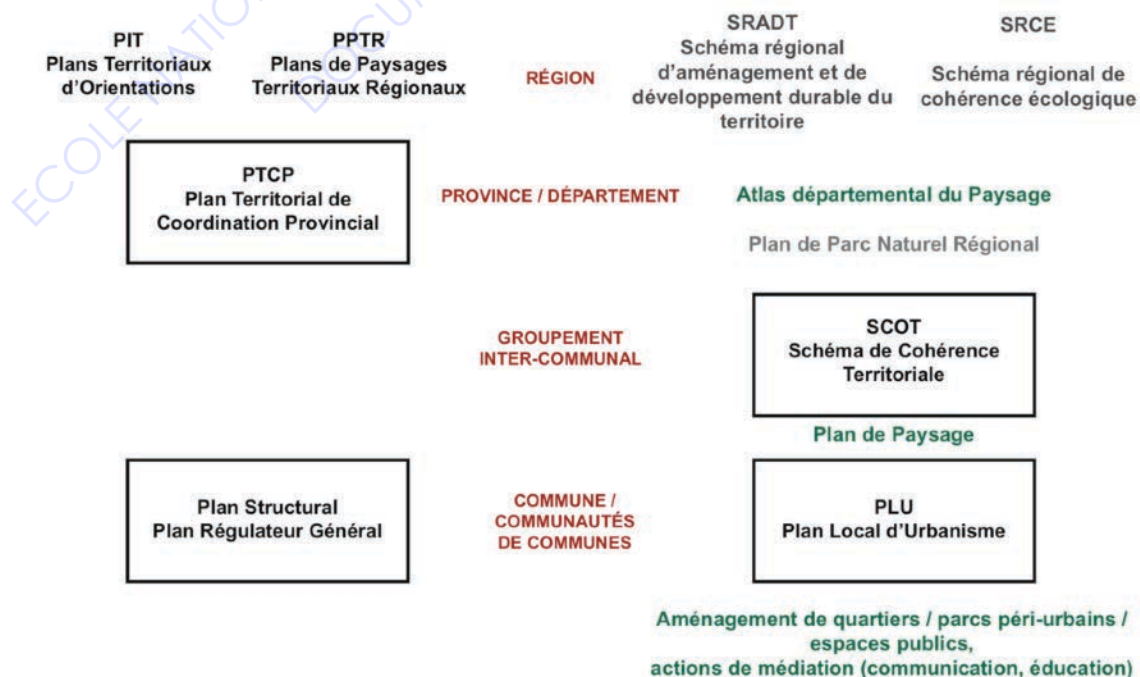 PIT
Plans Territoriaux
d'Orientations
PPTR
Plans de Paysages
Territoriaux Régionaux
RÉGION
SRADT
Schéma régional
d'aménagement et de
développement durable du
territoire
SRCE
Schéma régional de
cohérence écologique
PTCP
Plan Territorial de
Coordination Provincial
PROVINCE / DÉPARTEMENT
Atlas départemental du Paysage
Plan de Parc Naturel Régional
GROUPEMENT
INTER-COMMUNAL
SCOT
Schéma de Cohérence
Territoriale
Plan de Paysage
Plan Structural
Plan Régulateur Général
COMMUNE /
COMMUNAUTÉS
DE COMMUNES
PLU
Plan Local d'Urbanisme
Aménagement de quartiers / parcs péri-urbains /
espaces publics,
actions de médiation (communication, éducation)
ECOLE